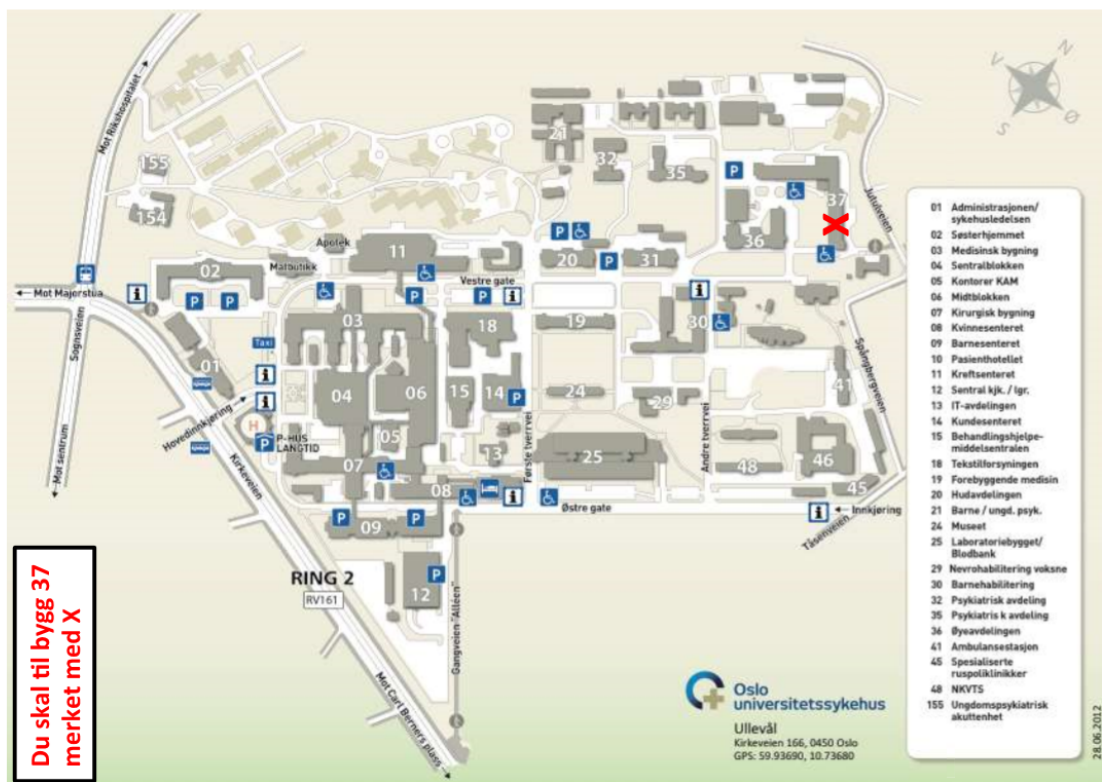 Mot Rikshospitalet
N
V
Ø
S
155
154
21
32
35
37
X
36
Jutulveien
Apotek
Matbutikk
11
02
20
31
Vestre gate
Mot Majorstua
Sognsveien
Taxi
03
18
19
30
Spångbergveien
01
04
06
15
14
24
29
41
Hovedinnkjøring
H
P-HUS
LANGTID
05
07
13
Første tverrvei
25
Andre tverrvei
48
46
45
Mot sentrum
Kirkeveien
08
09
Østre gate
Innkjøring
Tåsenveien
RING 2
RV161
12
Gangveien "Alléen"
Mot Carl Berners plass
Du skal til bygg 37
merket med X
01 Administrasjonen/
sykehusledelsen
02 Søsterhjemmet
03 Medisinsk bygning
04 Sentralblokken
05 Kontorer KAM
06 Midtblokken
07 Kirurgisk bygning
08 Kvinnesenteret
09 Barnesenteret
10 Pasienthotellet
11 Kreftsenteret
12 Sentral kjk. / lgr.
13 IT-avdelingen
14 Kundesenteret
15 Behandlingshjelpe-
middelsentralen
18 Tekstilforsyningen
19 Forebyggende medisin
20 Hudavdelingen
21 Barne / ungd. psyk.
24 Museet
25 Laboratoriebygget/
Blodbank
29 Nevrohabilitering voksne
30 Barnehabilitering
32 Psykiatrisk avdeling
35 Psykiatris k avdeling
36 Øyeavdelingen
41 Ambulansestasjon
45 Spesialiserte
ruspoliklinikker
48 NKVTS
155 Ungdomspsykiatrisk
akuttenhet
Oslo
universitetssykehus
Ullevål
Kirkeveien 166, 0450 Oslo
GPS: 59.93690, 10.73680
28.06.2012